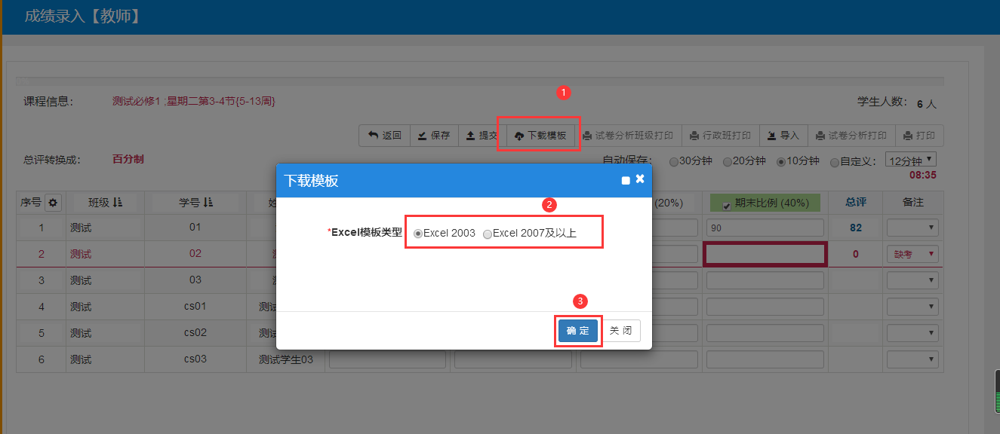 成绩录入【教师】
课程信息： 测试必修1 ;星期二第3-4节{5-13周} 学生人数： 6 人
1
返回 保存 提交 下载模板 试卷分析班级打印 行政班打印 导入 试卷分析打印 打印
总评转换成： 百分制 自动保存： 30分钟 20分钟 10分钟 自定义： 12分钟
08:35
下载模板
序号 班级 学号 (20%) 期末比例 (40%) 总评 备注
2
*Excel模板类型 Excel 2003 Excel 2007及以上
1 测试 01 90 82
2 测试 02 0 缺考
3 测试 03
3
4 测试 cs01 测试
5 测试 cs02 测试
确定 关闭
6 测试 cs03 测试学生03